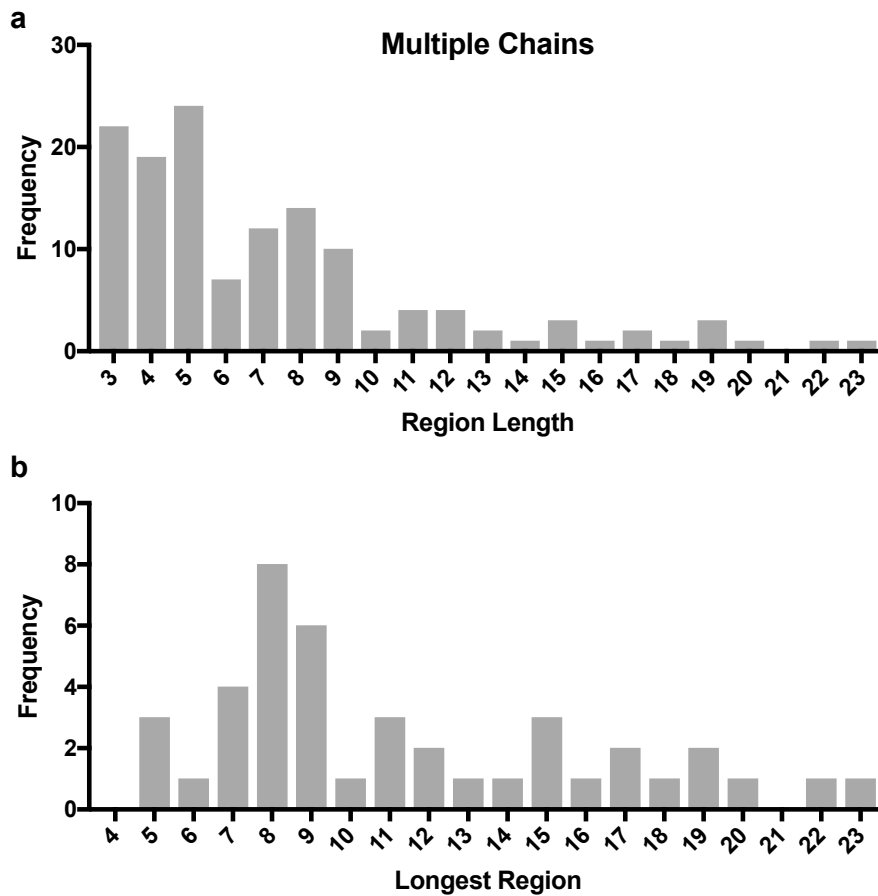 a
Multiple Chains
30
20
10
0
Frequency
3 4 5 6 7 8 9 10 11 12 13 14 15 16 17 18 19 20 21 22 23
Region Length
b
10
8
6
4
2
0
Frequency
4 5 6 7 8 9 10 11 12 13 14 15 16 17 18 19 20 21 22 23
Longest Region